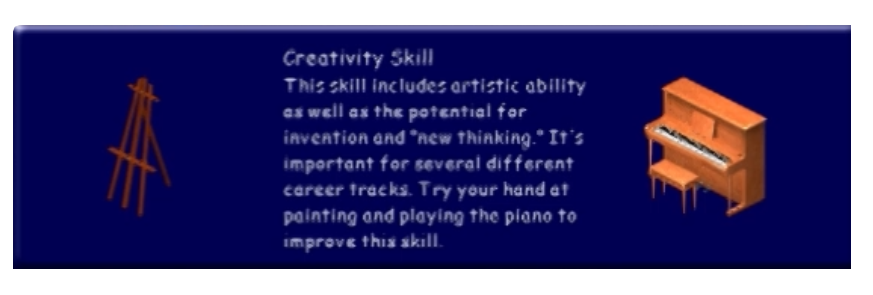 Creativity Skill
This skill includes artistic ability
as well as the potential for
invention and "new thinking." It's
important for several different
career tracks. Try your hand at
painting and playing the piano to
improve this skill.